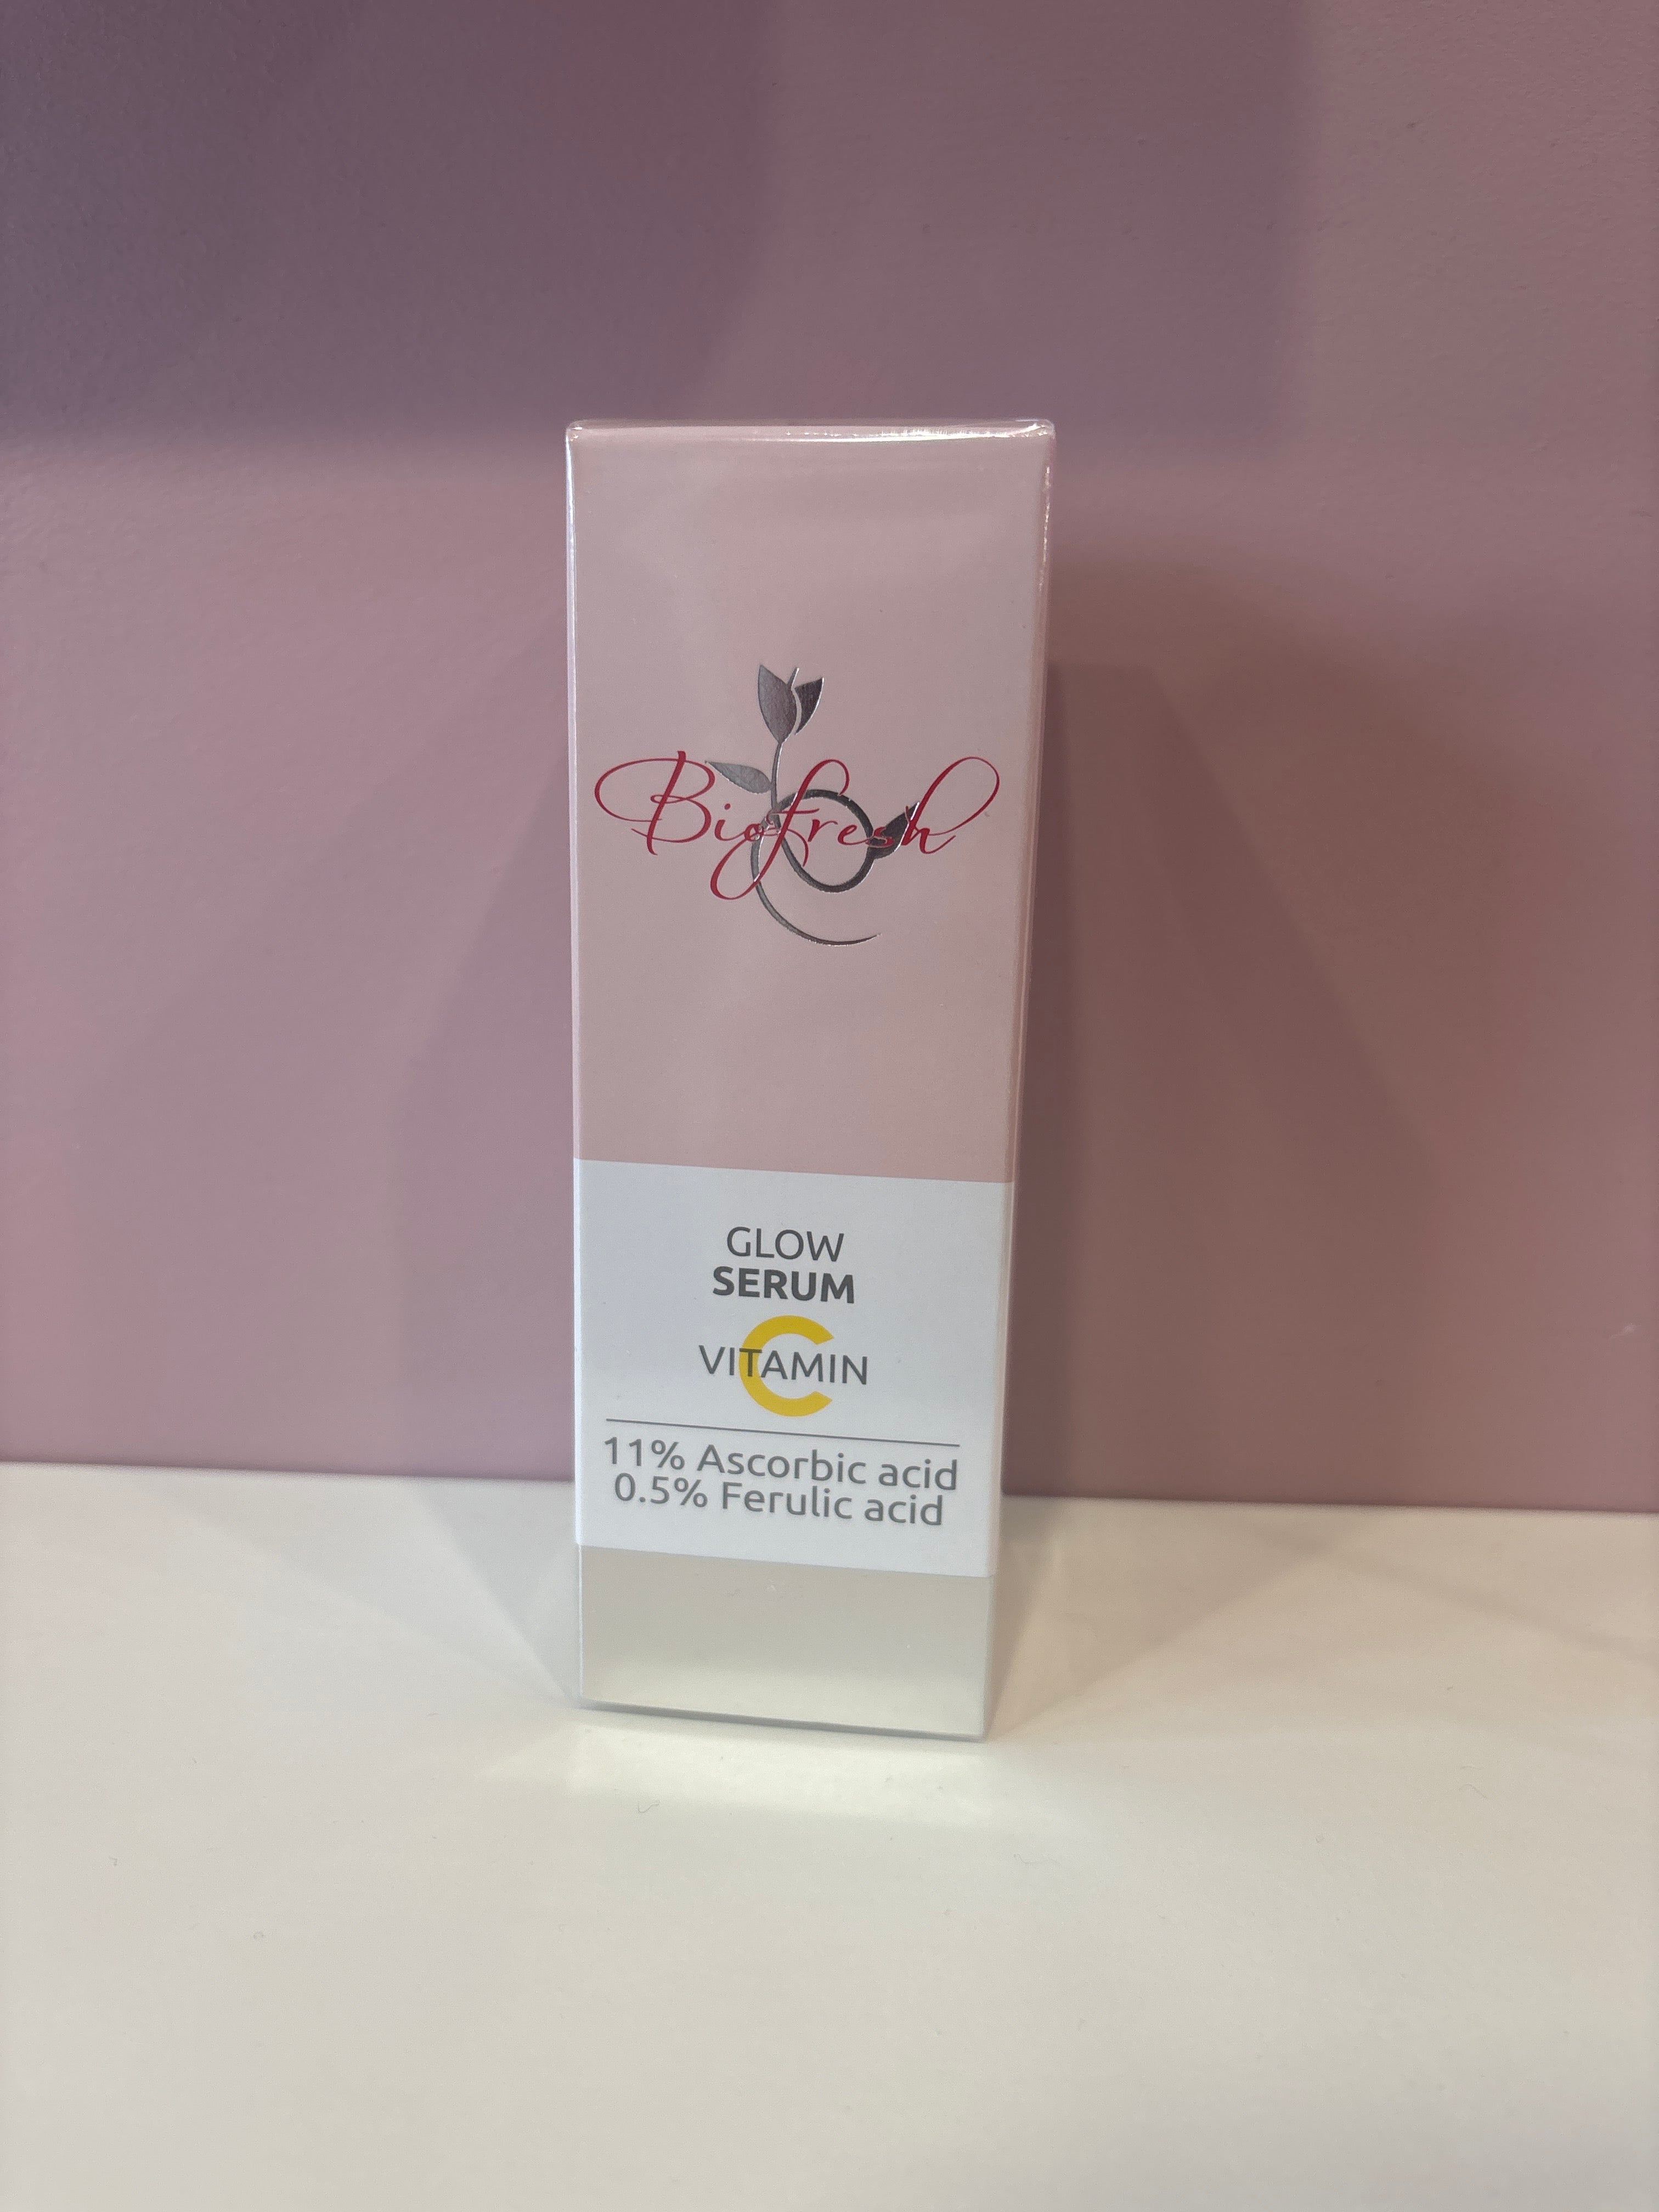 Biofresh
GLOW
SERUM
C
VITAMIN
11% Ascorbic acid
0.5% Ferulic acid